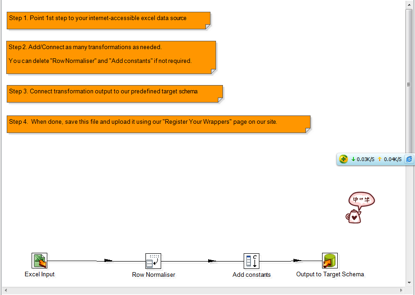 Step 1. Point 1st step to your internet-accessible excel data source
Step 2. Add/Connect as many transformations as needed.
You can delete "Row Normaliser" and "Add constants" if not required.
Step 3. Connect transformation output to our predefined target schema
Step 4. When done, save this file and upload it using our "Register Your Wrappers" page on our site.
↓ 0.03K/S ↑ 0.04K/S
Excel Input
Row Normaliser
Add constants
Output to Target Schema